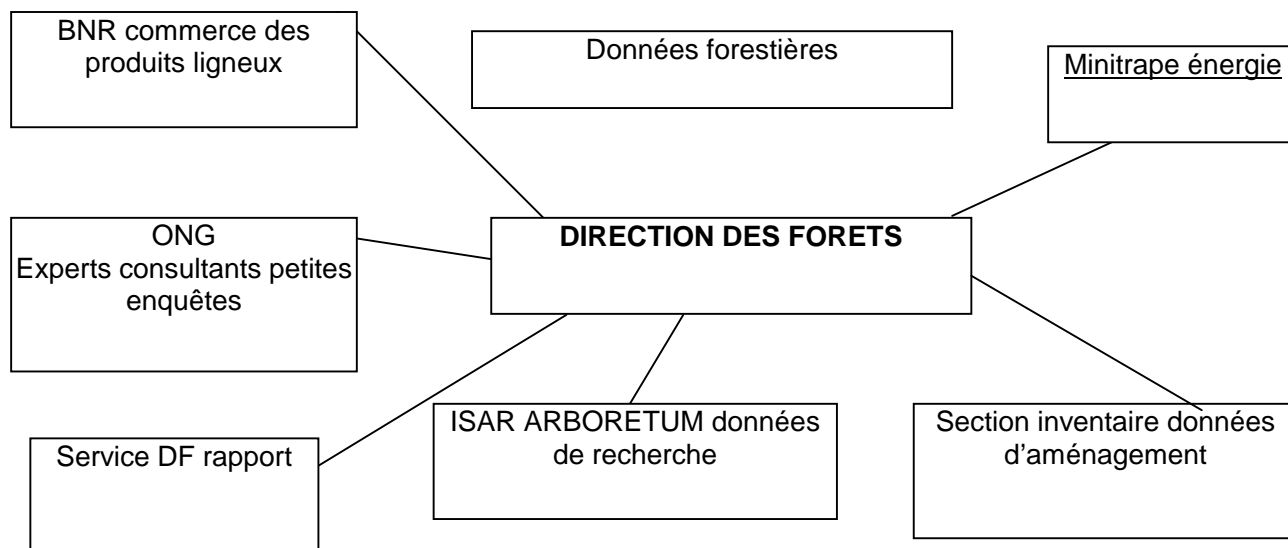 BNR commerce des
produits ligneux
Données forestières
Minitrape énergie
ONG
Experts consultants petites
enquêtes
DIRECTION DES FORETS
Service DF rapport
ISAR ARBORETUM données
de recherche
Section inventaire données
d’aménagement